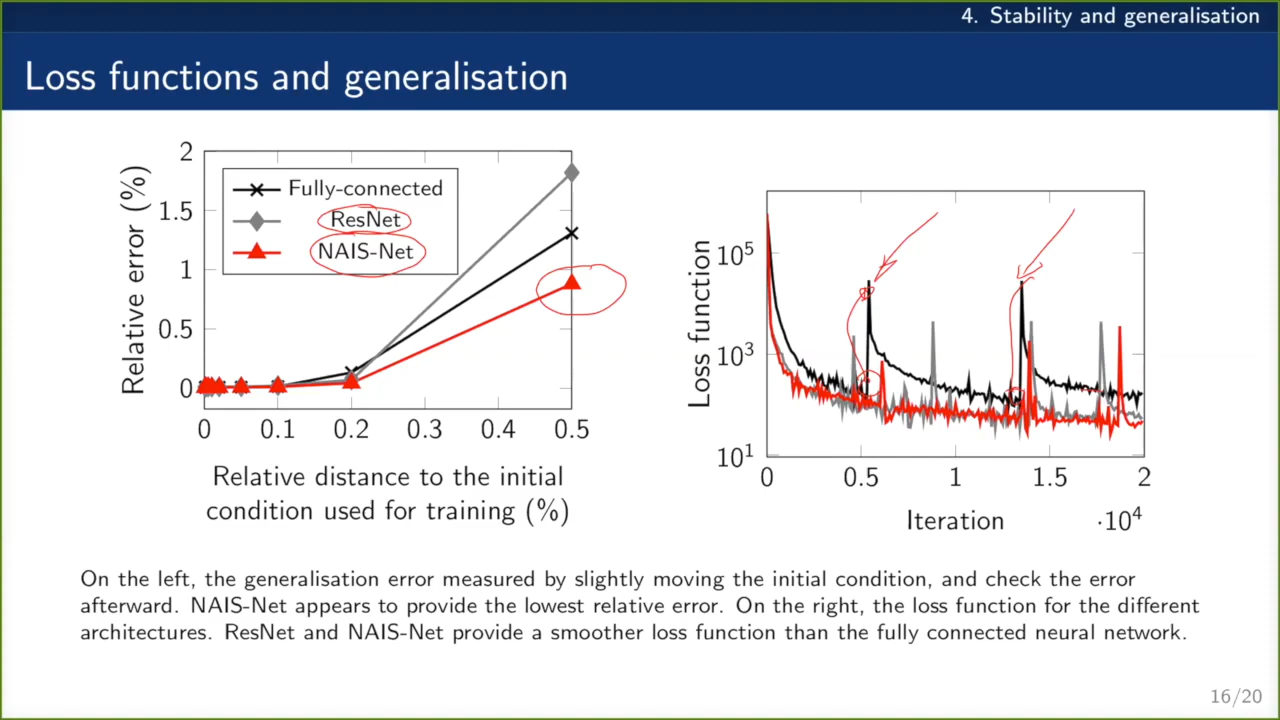 4. Stability and generalisation
Loss functions and generalisation
Relative error (%)
2
1.5
1
0.5
0
Fully-connected
ResNet
NAIS-Net
0 0.1 0.2 0.3 0.4 0.5
Relative distance to the initial
condition used for training (%)
Loss function
10^5
10^3
10^1
0 0.5 1 1.5 2
Iteration ·10^4
On the left, the generalisation error measured by slightly moving the initial condition, and check the error
afterward. NAIS-Net appears to provide the lowest relative error. On the right, the loss function for the different
architectures. ResNet and NAIS-Net provide a smoother loss function than the fully connected neural network.
16/20